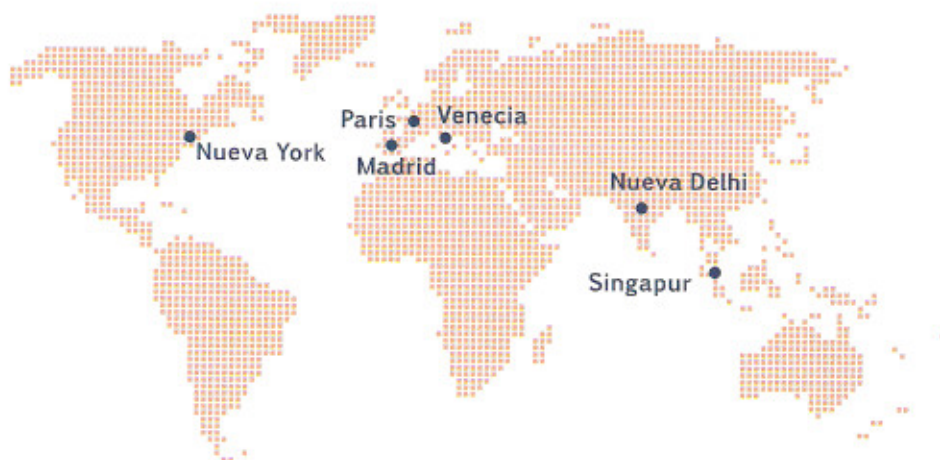 Paris
Venecia
Nueva York
Madrid
Nueva Delhi
Singapur